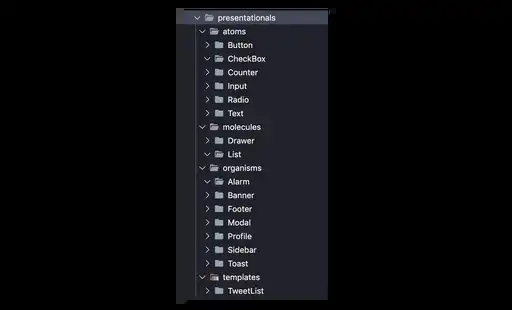 presentationals
atoms
Button
CheckBox
Counter
Input
Radio
Text
molecules
Drawer
List
organisms
Alarm
Banner
Footer
Modal
Profile
Sidebar
Toast
templates
TweetList